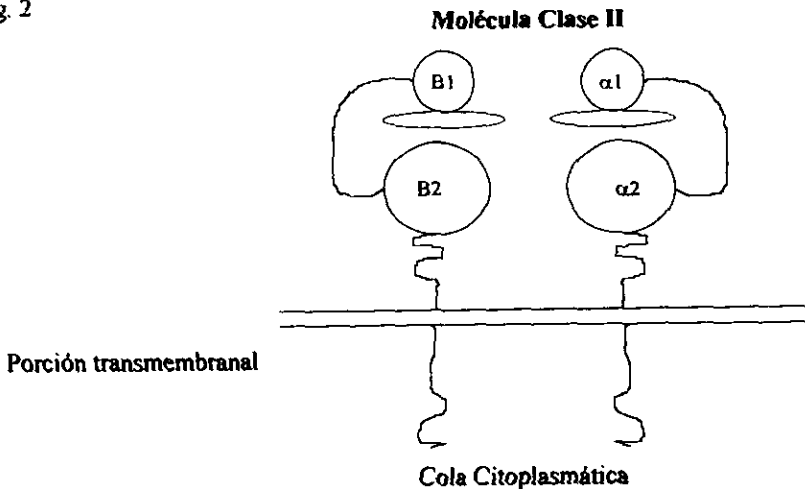 g. 2
Molécula Clase II
B1 α1
B2 α2
Porción transmembranal
Cola Citoplasmática